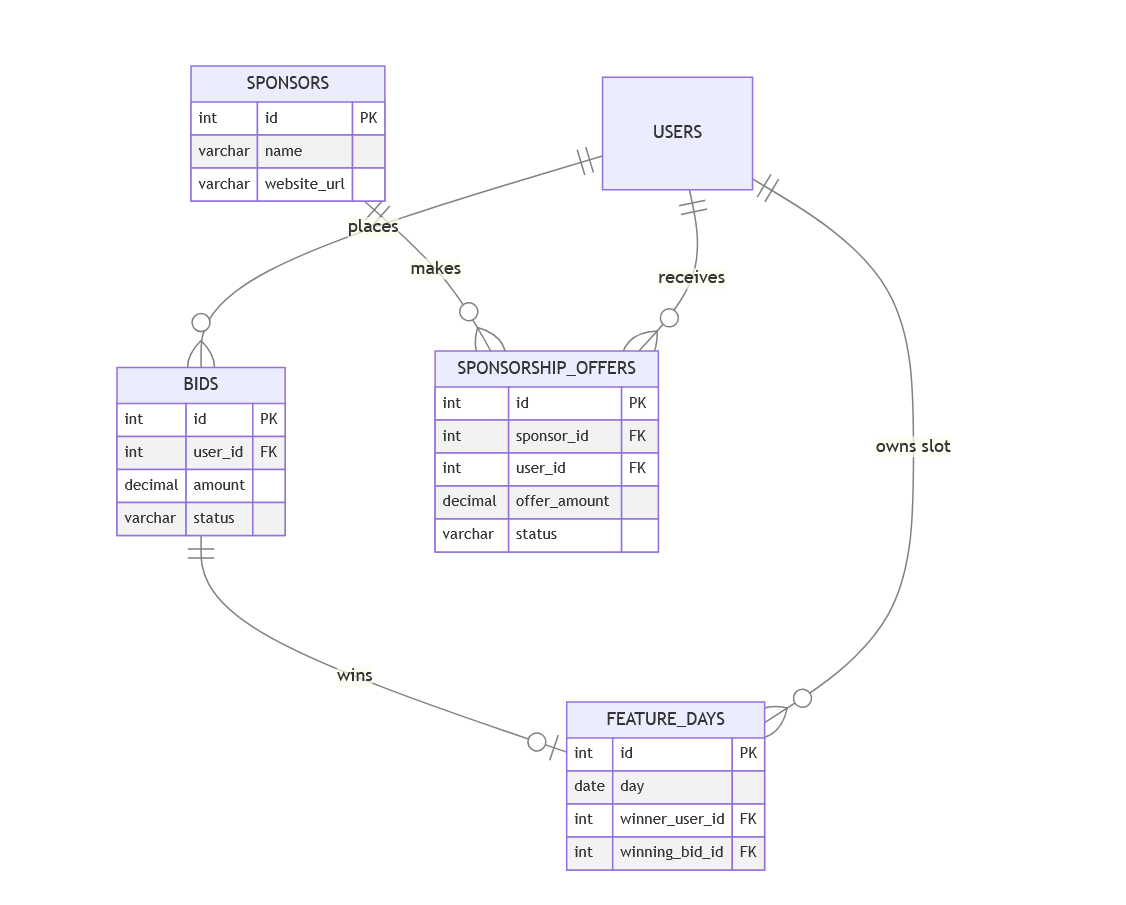 SPONSORS
int id PK
varchar name
varchar website_url
USERS
places
makes
receives
BIDS
int id PK
int user_id FK
decimal amount
varchar status
SPONSORSHIP_OFFERS
int id PK
int sponsor_id FK
int user_id FK
decimal offer_amount
varchar status
owns slot
wins
FEATURE_DAYS
int id PK
date day
int winner_user_id FK
int winning_bid_id FK